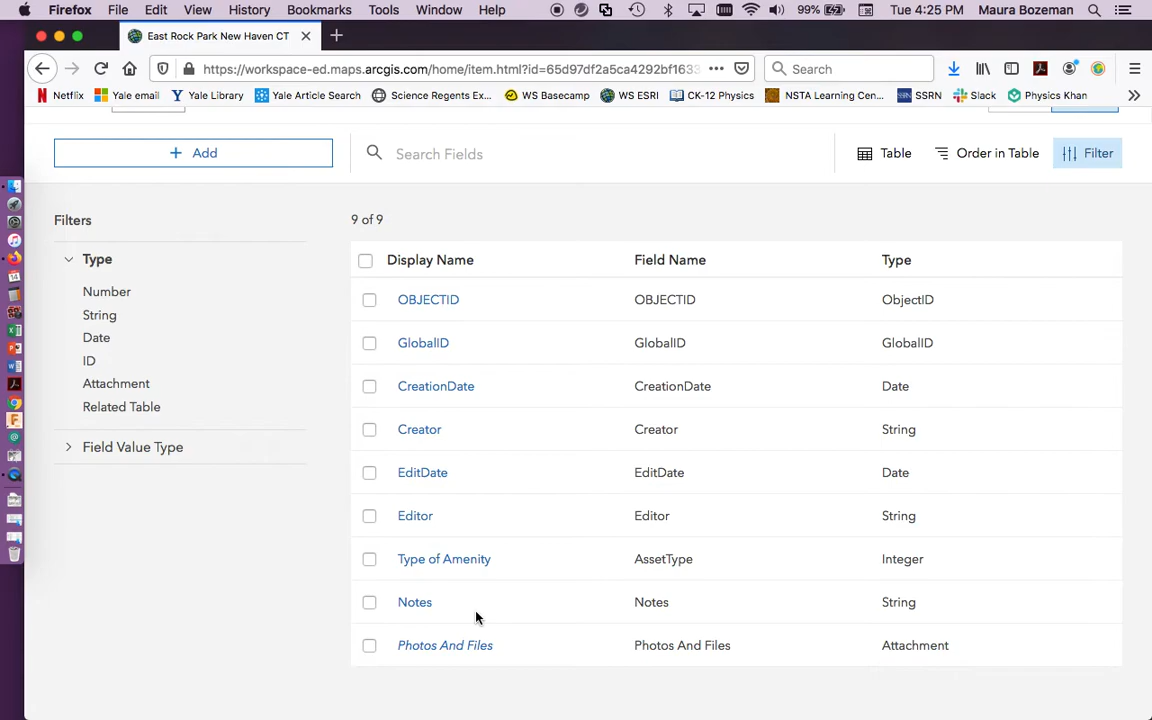 Firefox File Edit View History Bookmarks Tools Window Help 99% Tue 4:25 PM Maura Bozeman
East Rock Park New Haven CT
https://workspace-ed.maps.arcgis.com/home/item.html?id=65d97df2a5ca4292bf1633 Search
Netflix Yale email Yale Library Yale Article Search Science Regents Ex... WS Basecamp WS ESRI CK-12 Physics NSTA Learning Cen... SSRN Slack Physics Khan
+ Add Search Fields Table Order in Table Filter
Filters 9 of 9
Type Display Name Field Name Type
Number OBJECTID OBJECTID ObjectID
String
Date GlobalID GlobalID GlobalID
ID
Attachment CreationDate CreationDate Date
Related Table
Creator Creator String
Field Value Type
EditDate EditDate Date
Editor Editor String
Type of Amenity AssetType Integer
Notes Notes String
Photos And Files Photos And Files Attachment